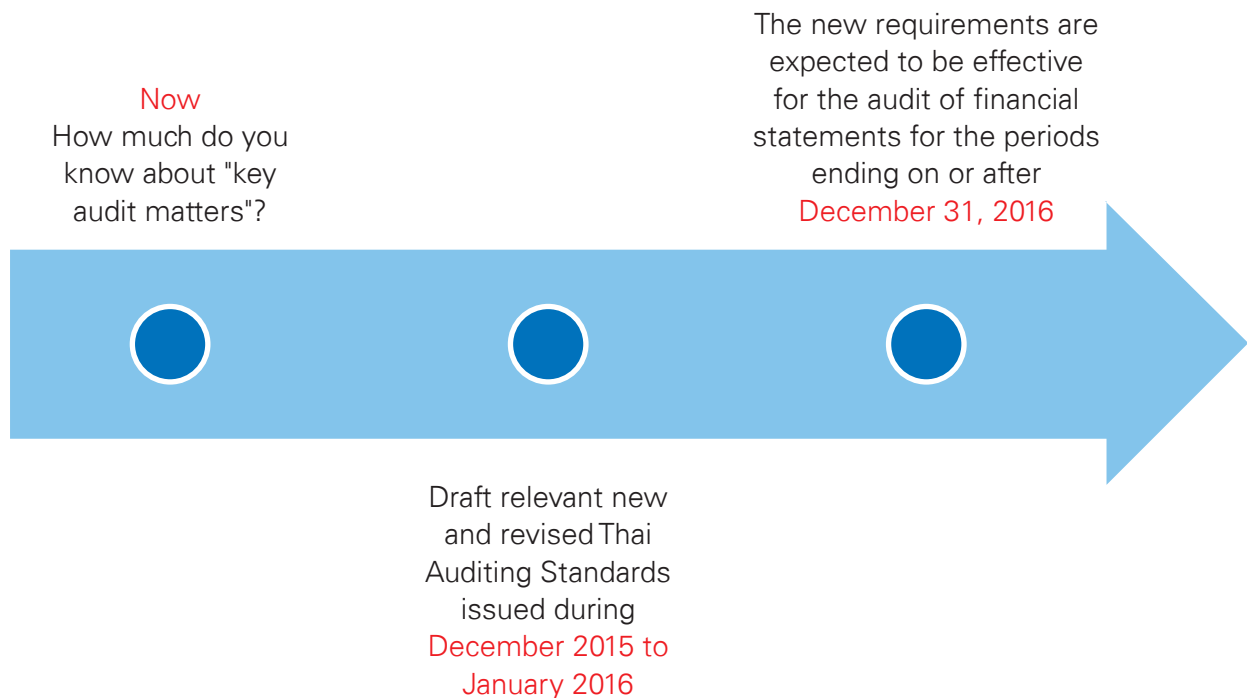 Now
How much do you
know about "key
audit matters"?
Draft relevant new
and revised Thai
Auditing Standards
issued during
December 2015 to
January 2016
The new requirements are
expected to be effective
for the audit of financial
statements for the periods
ending on or after
December 31, 2016